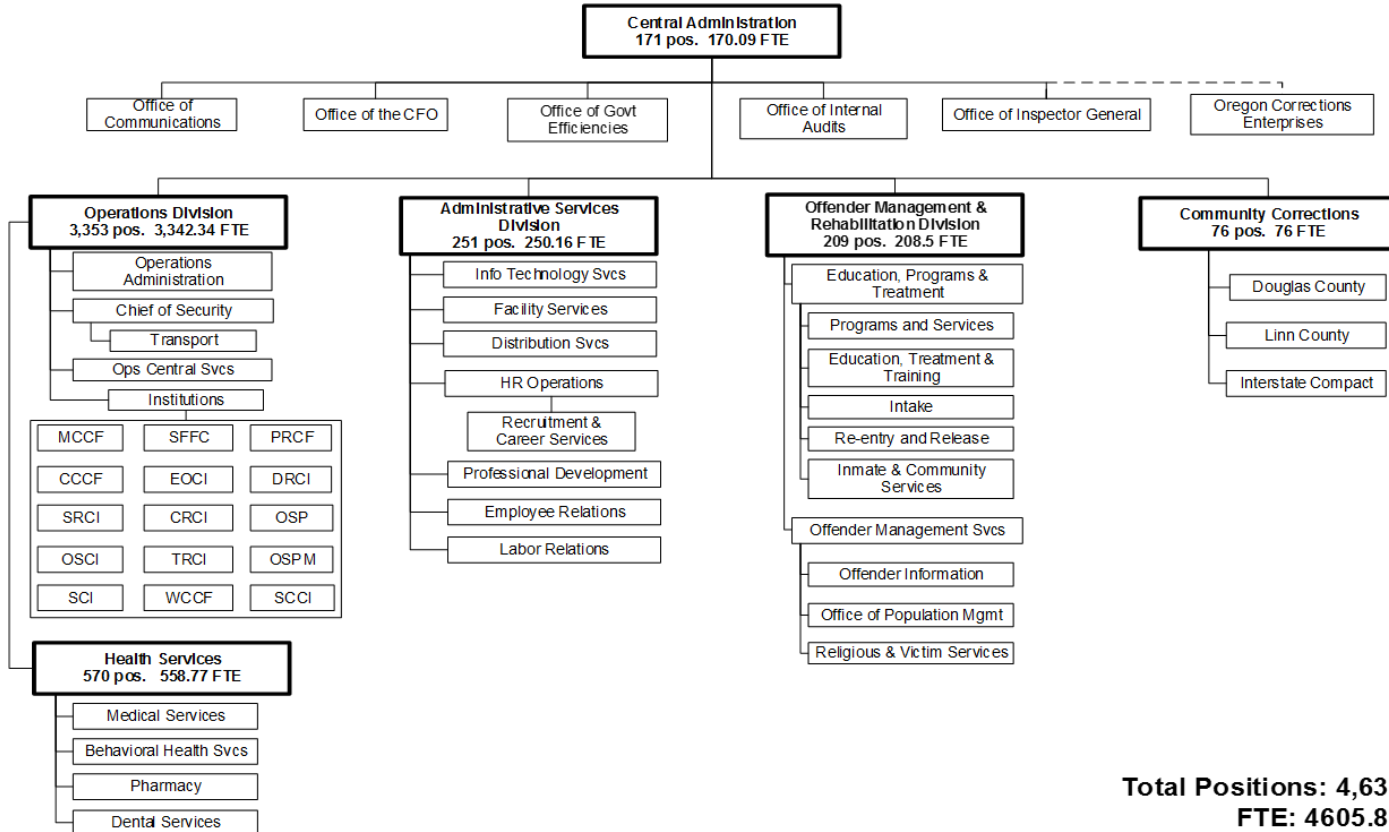 Central Administration
171 pos. 170.09 FTE
Office of
Communications
Office of the CFO
Office of Govt
Efficiencies
Office of Internal
Audits
Office of Inspector General
Oregon Corrections
Enterprises
Operations Division
3,353 pos. 3,342.34 FTE
Operations
Administration
Chief of Security
Transport
Ops Central Svcs
Institutions
MCCF
SFFC
PRCF
CCCF
EOCI
DRCI
SRCI
CRCI
OSP
OSCI
TRCI
OSPM
SCI
WCCF
SCCI
Health Services
570 pos. 558.77 FTE
Medical Services
Behavioral Health Svcs
Pharmacy
Dental Services
Administrative Services
Division
251 pos. 250.16 FTE
Info Technology Svcs
Facility Services
Distribution Svcs
HR Operations
Recruitment &
Career Services
Professional Development
Employee Relations
Labor Relations
Offender Management &
Rehabilitation Division
209 pos. 208.5 FTE
Education, Programs &
Treatment
Programs and Services
Education, Treatment &
Training
Intake
Re-entry and Release
Inmate & Community
Services
Offender Management Svcs
Offender Information
Office of Population Mgmt
Religious & Victim Services
Community Corrections
76 pos. 76 FTE
Douglas County
Linn County
Interstate Compact
Total Positions: 4,63
FTE: 4605.8